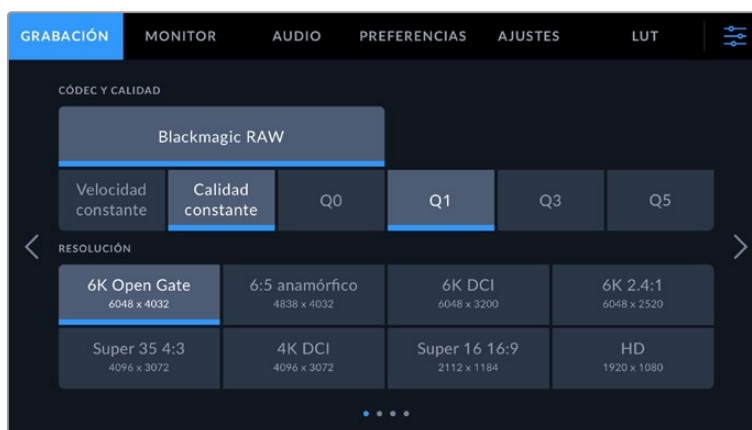 GRABACIÓN MONITOR AUDIO PREFERENCIAS AJUSTES LUT
CÓDEC Y CALIDAD
Blackmagic RAW
Velocidad constante Calidad constante Q0 Q1 Q3 Q5
RESOLUCIÓN
6K Open Gate 6:5 anamórfico 6K DCI 6K 2.4:1
6048 x 4032 4838 x 4032 6048 x 3200 6048 x 2520
Super 35 4:3 4K DCI Super 16 16:9 HD
4096 x 3072 4096 x 3072 2112 x 1184 1920 x 1080